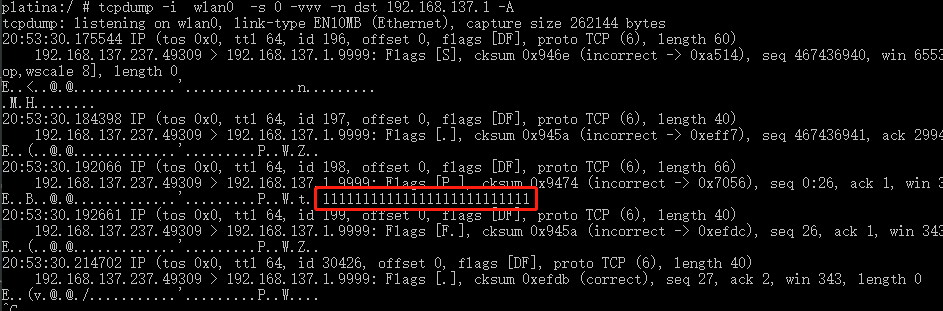 platina:/ # tcpdump -i  wlan0  -s 0 -vvv -n dst 192.168.137.1 -A
tcpdump: listening on wlan0, link-type EN10MB (Ethernet), capture size 262144 bytes
20:53:30.175544 IP (tos 0x0, ttl 64, id 196, offset 0, flags [DF], proto TCP (6), length 60)
    192.168.137.237.49309 > 192.168.137.1.9999: Flags [S], cksum 0x946e (incorrect -> 0xa514), seq 467436940, win 6553
op,wscale 8], length 0
E..<..@.@.............'..............n.........
.M.H........
20:53:30.184398 IP (tos 0x0, ttl 64, id 197, offset 0, flags [DF], proto TCP (6), length 40)
    192.168.137.237.49309 > 192.168.137.1.9999: Flags [.], cksum 0x945a (incorrect -> 0xeff7), seq 467436941, ack 2994
E..(..@.@.............'.........P..W.Z..
20:53:30.192066 IP (tos 0x0, ttl 64, id 198, offset 0, flags [DF], proto TCP (6), length 66)
    192.168.137.237.49309 > 192.168.137.1.9999: Flags [P.], cksum 0x9474 (incorrect -> 0x7056), seq 0:26, ack 1, win 3
E..B..@.@.............'.........P..W.t..11111111111111111111111111
20:53:30.192661 IP (tos 0x0, ttl 64, id 199, offset 0, flags [DF], proto TCP (6), length 40)
    192.168.137.237.49309 > 192.168.137.1.9999: Flags [F.], cksum 0x945a (incorrect -> 0xefdc), seq 26, ack 1, win 343
E..(..@.@.............'.........P..W.Z..
20:53:30.214702 IP (tos 0x0, ttl 64, id 30426, offset 0, flags [DF], proto TCP (6), length 40)
    192.168.137.237.49309 > 192.168.137.1.9999: Flags [.], cksum 0xefdb (correct), seq 27, ack 2, win 343, length 0
E..(v.@.@./...........'.........P..W....
^C